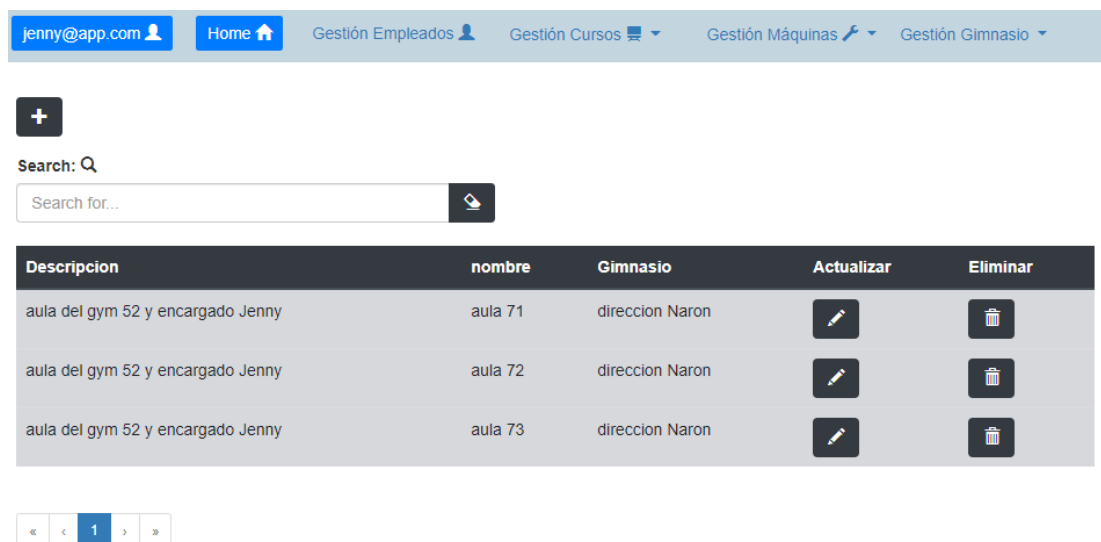 jenny@app.com Home Gestión Empleados Gestión Cursos Gestión Máquinas Gestión Gimnasio
+
Search:
Search for...
Descripcion nombre Gimnasio Actualizar Eliminar
aula del gym 52 y encargado Jenny aula 71 direccion Naron
aula del gym 52 y encargado Jenny aula 72 direccion Naron
aula del gym 52 y encargado Jenny aula 73 direccion Naron
« ‹ 1 › »